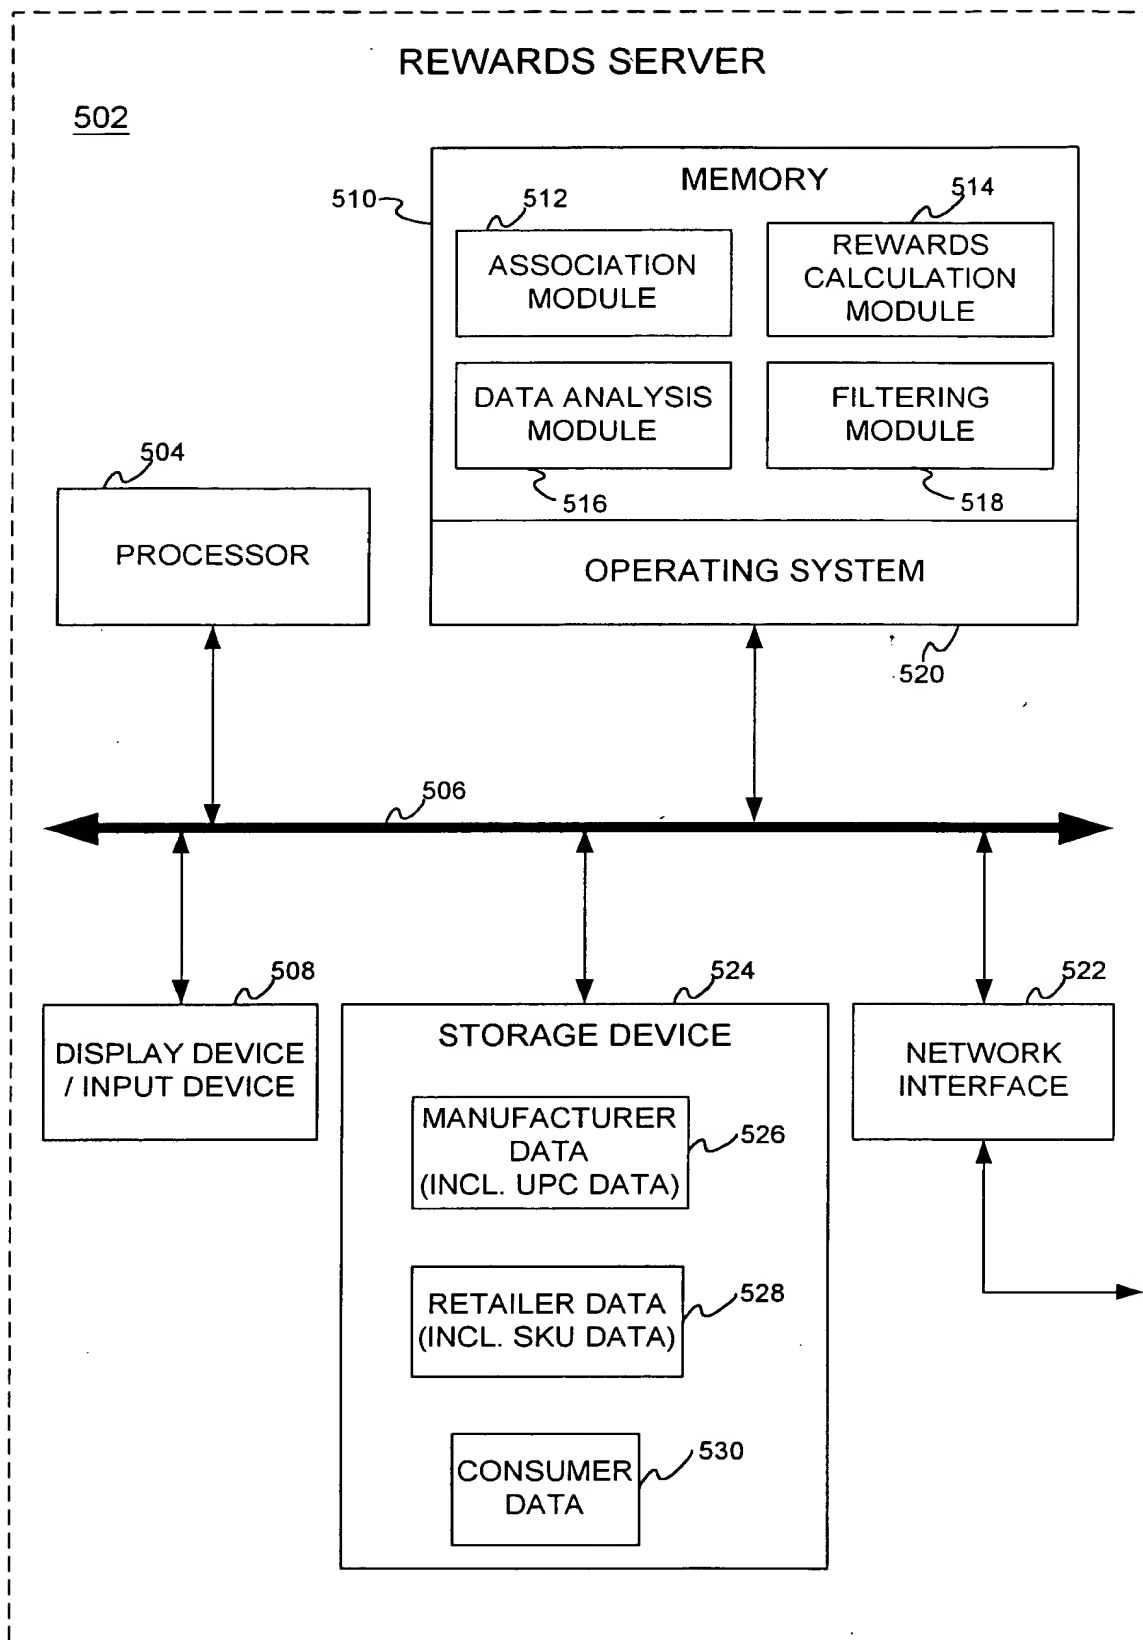 REWARDS SERVER
502
MEMORY
510
512
514
ASSOCIATION
MODULE
REWARDS
CALCULATION
MODULE
DATA ANALYSIS
MODULE
FILTERING
MODULE
516
518
504
PROCESSOR
OPERATING SYSTEM
520
506
508
524
522
DISPLAY DEVICE
/ INPUT DEVICE
STORAGE DEVICE
NETWORK
INTERFACE
MANUFACTURER
DATA
(INCL. UPC DATA)
526
RETAILER DATA
(INCL. SKU DATA)
528
CONSUMER
DATA
530